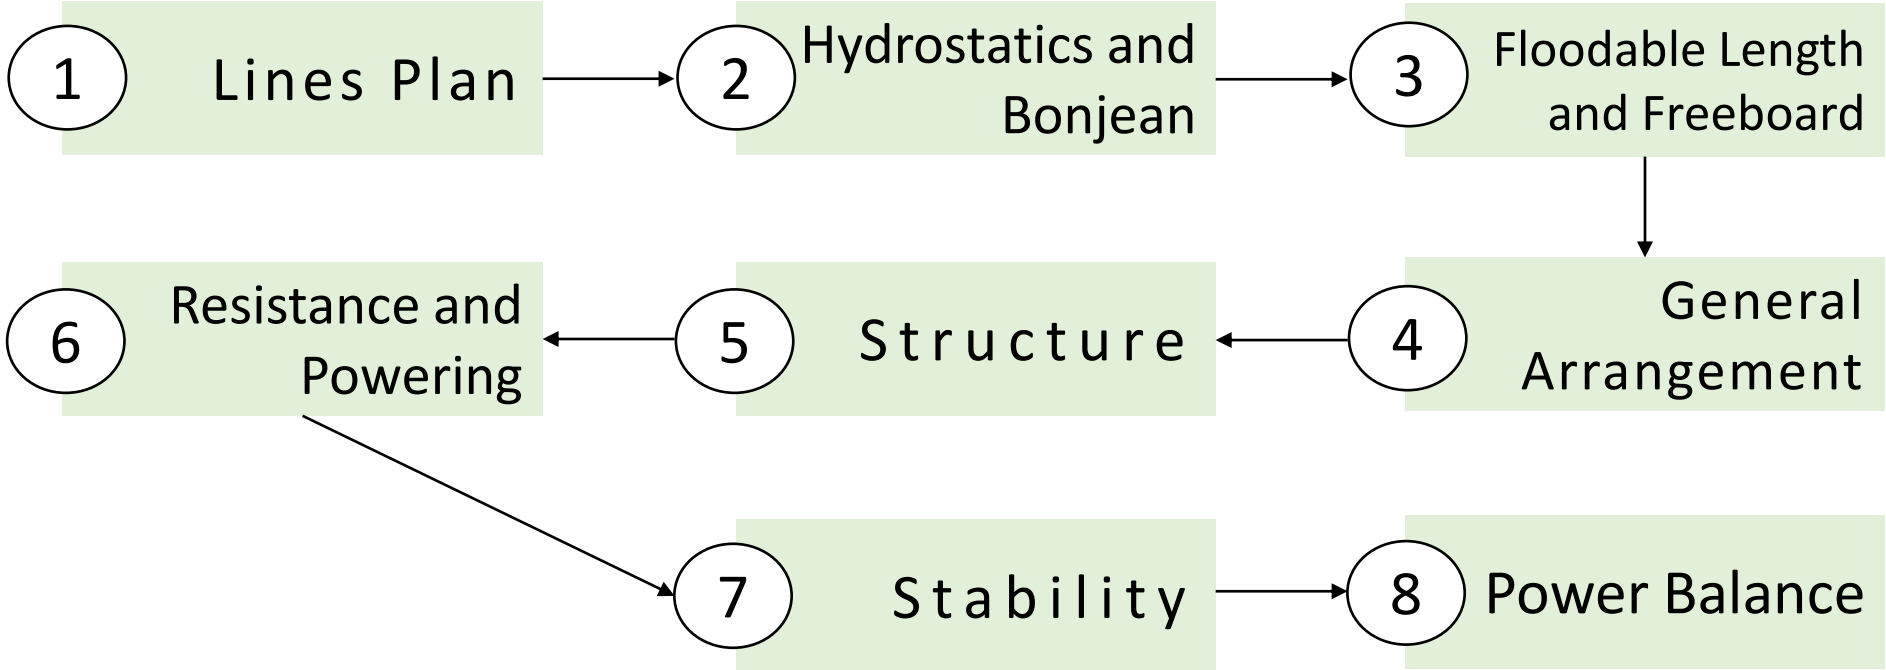 1
Lines Plan
2
Hydrostatics and
Bonjean
3
Floodable Length
and Freeboard
4
General
Arrangement
5
Structure
6
Resistance and
Powering
7
Stability
8
Power Balance